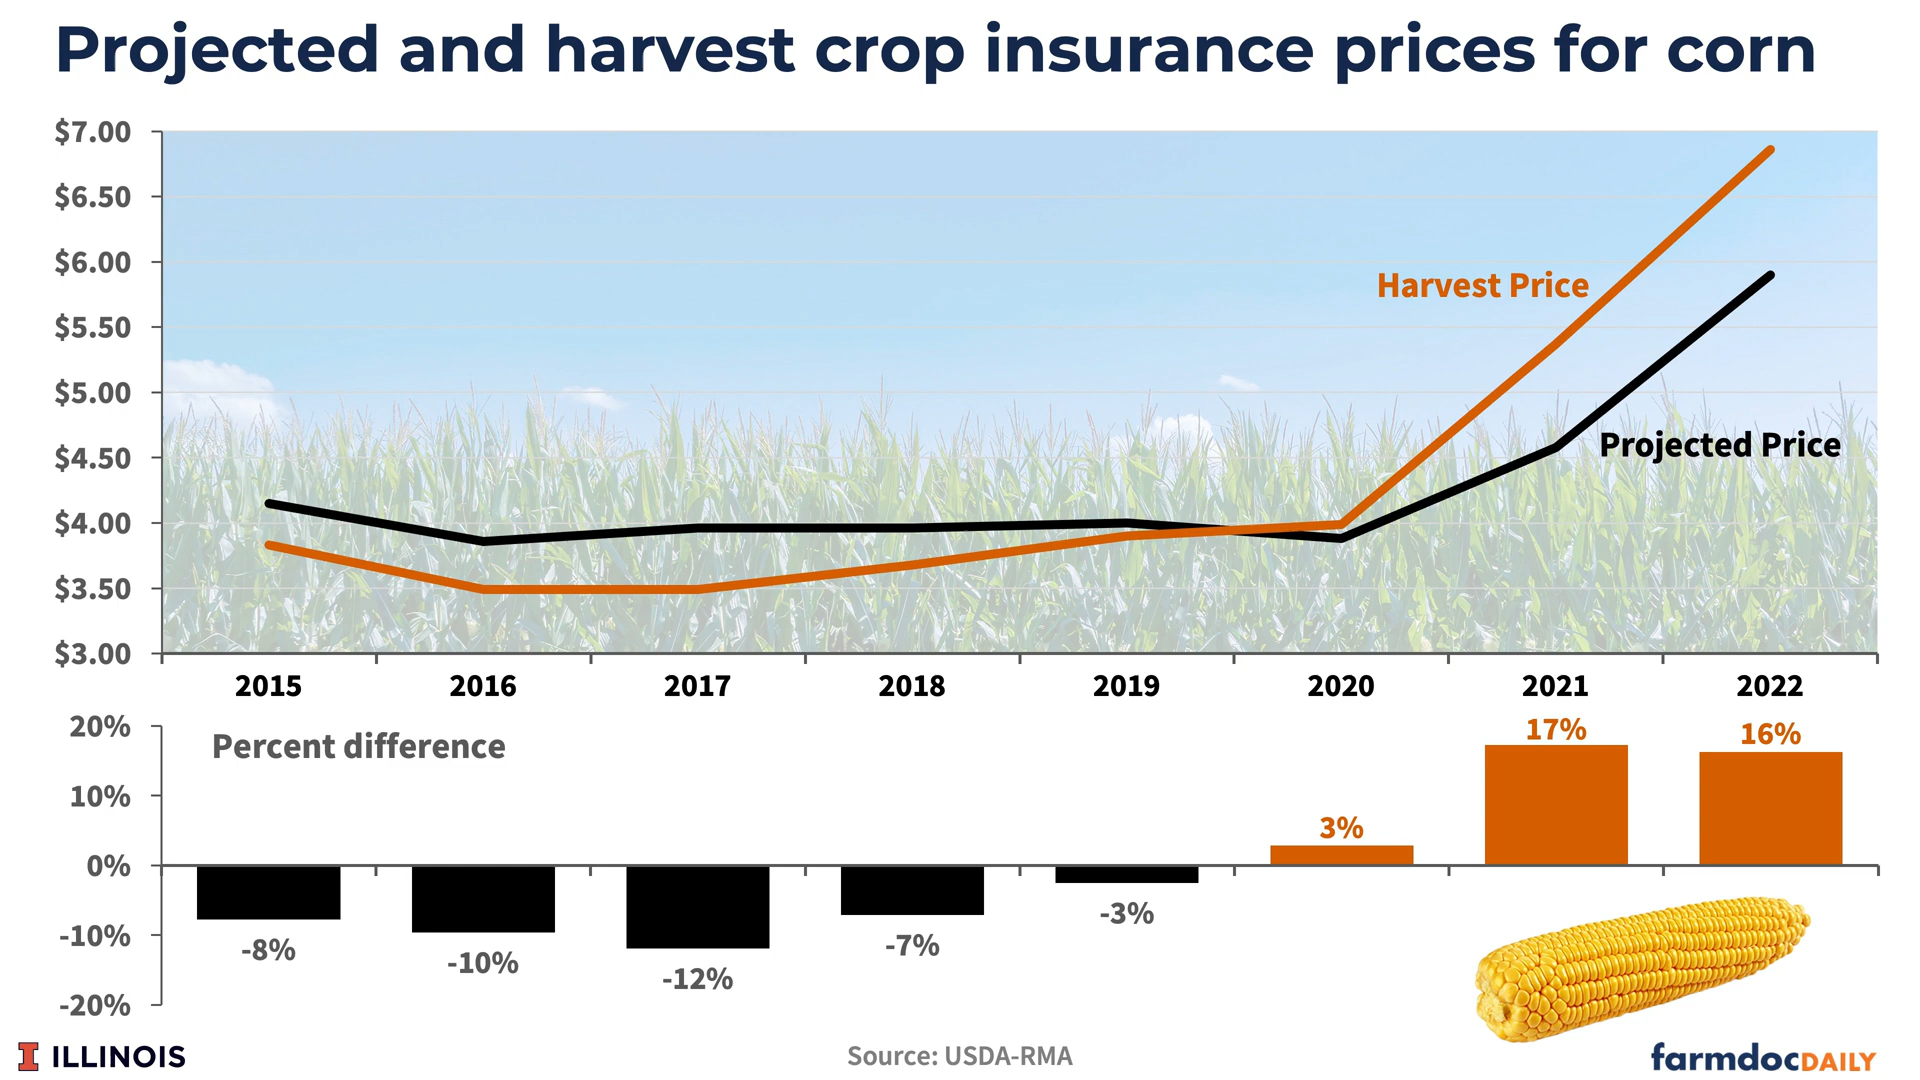 Projected and harvest crop insurance prices for corn
$7.00
$6.50
$6.00
$5.50
$5.00
$4.50
$4.00
$3.50
$3.00
Harvest Price
Projected Price
2015 2016 2017 2018 2019 2020 2021 2022
Percent difference
20%
10%
0%
-10%
-20%
-8% -10% -12% -7% -3% 3% 17% 16%
I ILLINOIS
Source: USDA-RMA
farmdocDAILY